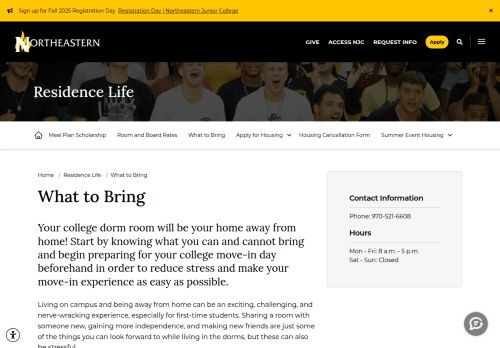 Sign up for Fall 2025 Registration Day Registration Day | Northeastern Junior College ×
NORTHEASTERN
GIVE ACCESS NJC REQUEST INFO Apply
Residence Life
Meal Plan Scholarship Room and Board Rates What to Bring Apply for Housing Housing Cancellation Form Summer Event Housing
Home / Residence Life / What to Bring
What to Bring
Your college dorm room will be your home away from
home! Start by knowing what you can and cannot bring
and begin preparing for your college move-in day
beforehand in order to reduce stress and make your
move-in experience as easy as possible.
Living on campus and being away from home can be an exciting, challenging, and
nerve-wracking experience, especially for first-time students. Sharing a room with
someone new, gaining more independence, and making new friends are just some
of the things you can look forward to while living in the dorms, but these can also
be stressful.
Contact Information
Phone: 970-521-6608
Hours
Mon - Fri: 8 a.m. - 5 p.m.
Sat - Sun: Closed